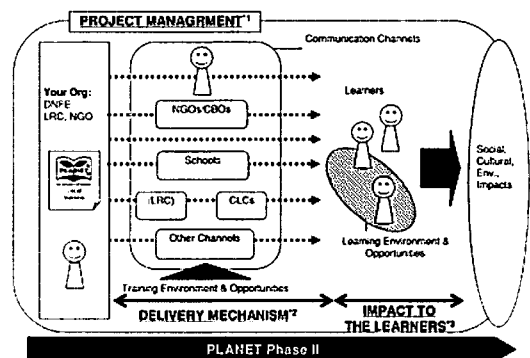 PROJECT MANAGRMENT*1
Communication Channels
Your Org:
DNFE
LRC, NGO
NGOs/CBOs
Schools
(LRC)
CLCs
Other Channels
Learners
Social,
Cultural,
Env.,
Impacts
Learning Environment &
Opportunities
Training Environment & Opportunities
DELIVERY MECHANISM*2
IMPACT TO
THE LEARNERS*3
PLANET Phase II